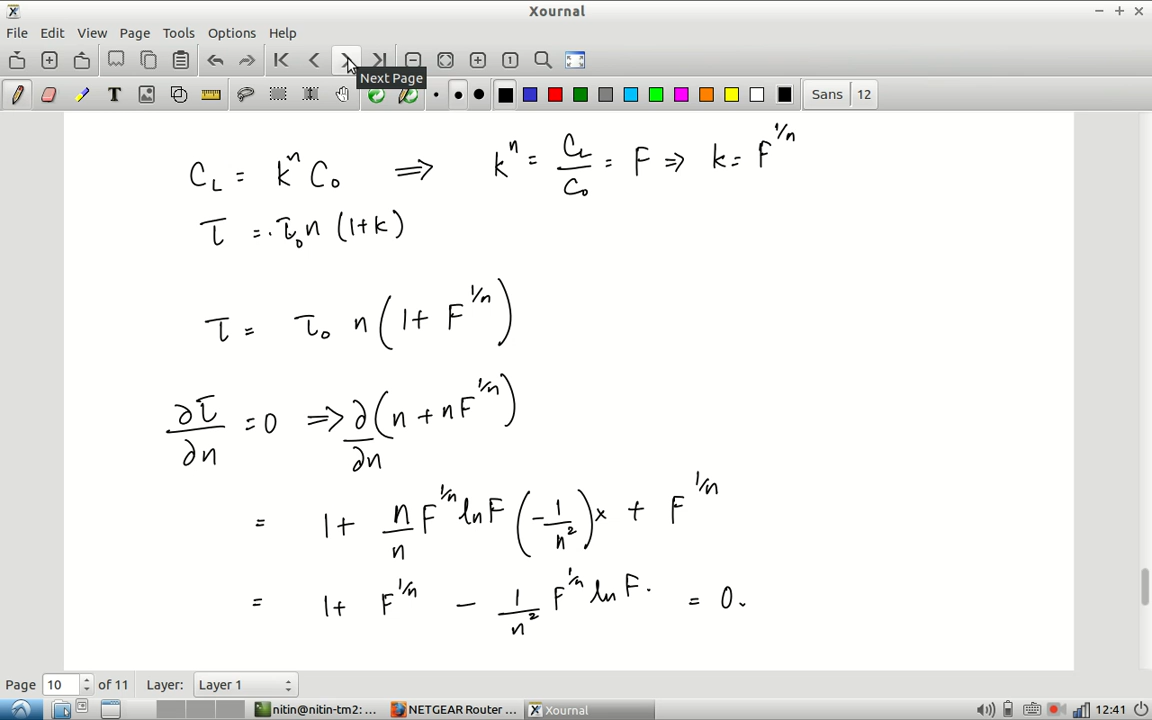 Xournal
File Edit View Page Tools Options Help
Next Page
Sans 12
C_L = k^n C_0 ⟹ k^n = C_L/C_0 = F ⇒ k = F^{1/n}
τ = τ_0 n (1+k)
τ = τ_0 n (1 + F^{1/n})
∂τ/∂n = 0 ⇒ ∂/∂n (n + nF^{1/n})
= 1 + n/n F^{1/n} ln F (-1/n^2) x + F^{1/n}
= 1 + F^{1/n} - 1/n^2 F^{1/n} ln F. = 0.
Page 10 of 11 Layer: Layer 1
nitin@nitin-tm2: ... NETGEAR Router ... Xournal 12:41